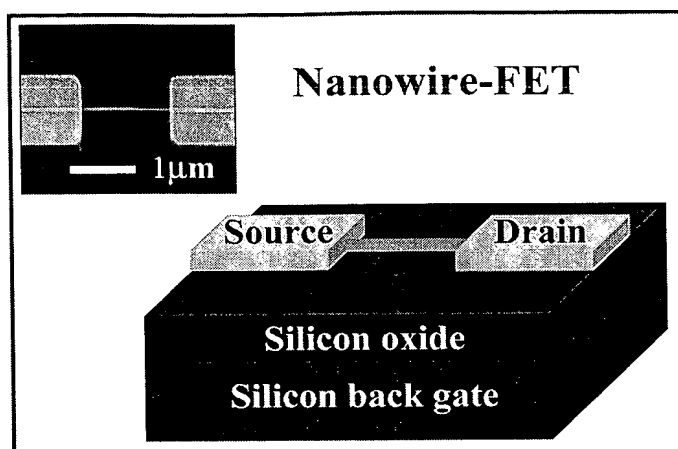 Nanowire-FET
1μm
Source
Drain
Silicon oxide
Silicon back gate